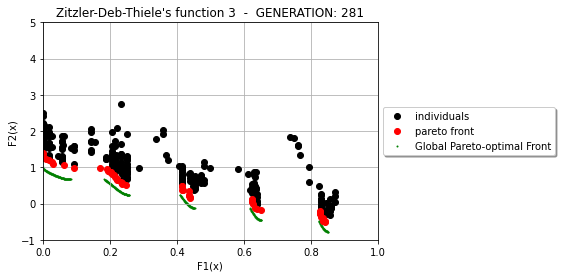 Zitzler-Deb-Thiele's function 3 - GENERATION: 281
5
4
3
2
1
0
−1
F2(x)
0.0 0.2 0.4 0.6 0.8 1.0
F1(x)
individuals
pareto front
Global Pareto-optimal Front